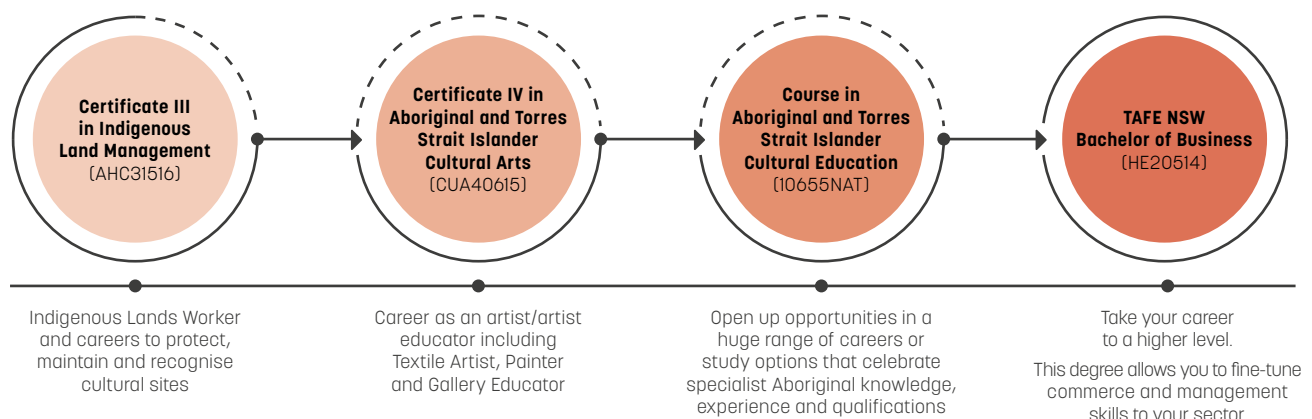 Certificate III
in Indigenous
Land Management
(AHC31516)
Certificate IV in
Aboriginal and Torres
Strait Islander
Cultural Arts
(CUA40615)
Course in
Aboriginal and Torres
Strait Islander
Cultural Education
(10655NAT)
TAFE NSW
Bachelor of Business
(HE20514)
Indigenous Lands Worker
and careers to protect,
maintain and recognise
cultural sites
Career as an artist/artist
educator including
Textile Artist, Painter
and Gallery Educator
Open up opportunities in a
huge range of careers or
study options that celebrate
specialist Aboriginal knowledge,
experience and qualifications
Take your career
to a higher level.
This degree allows you to fine-tune
commerce and management
skills to your sector